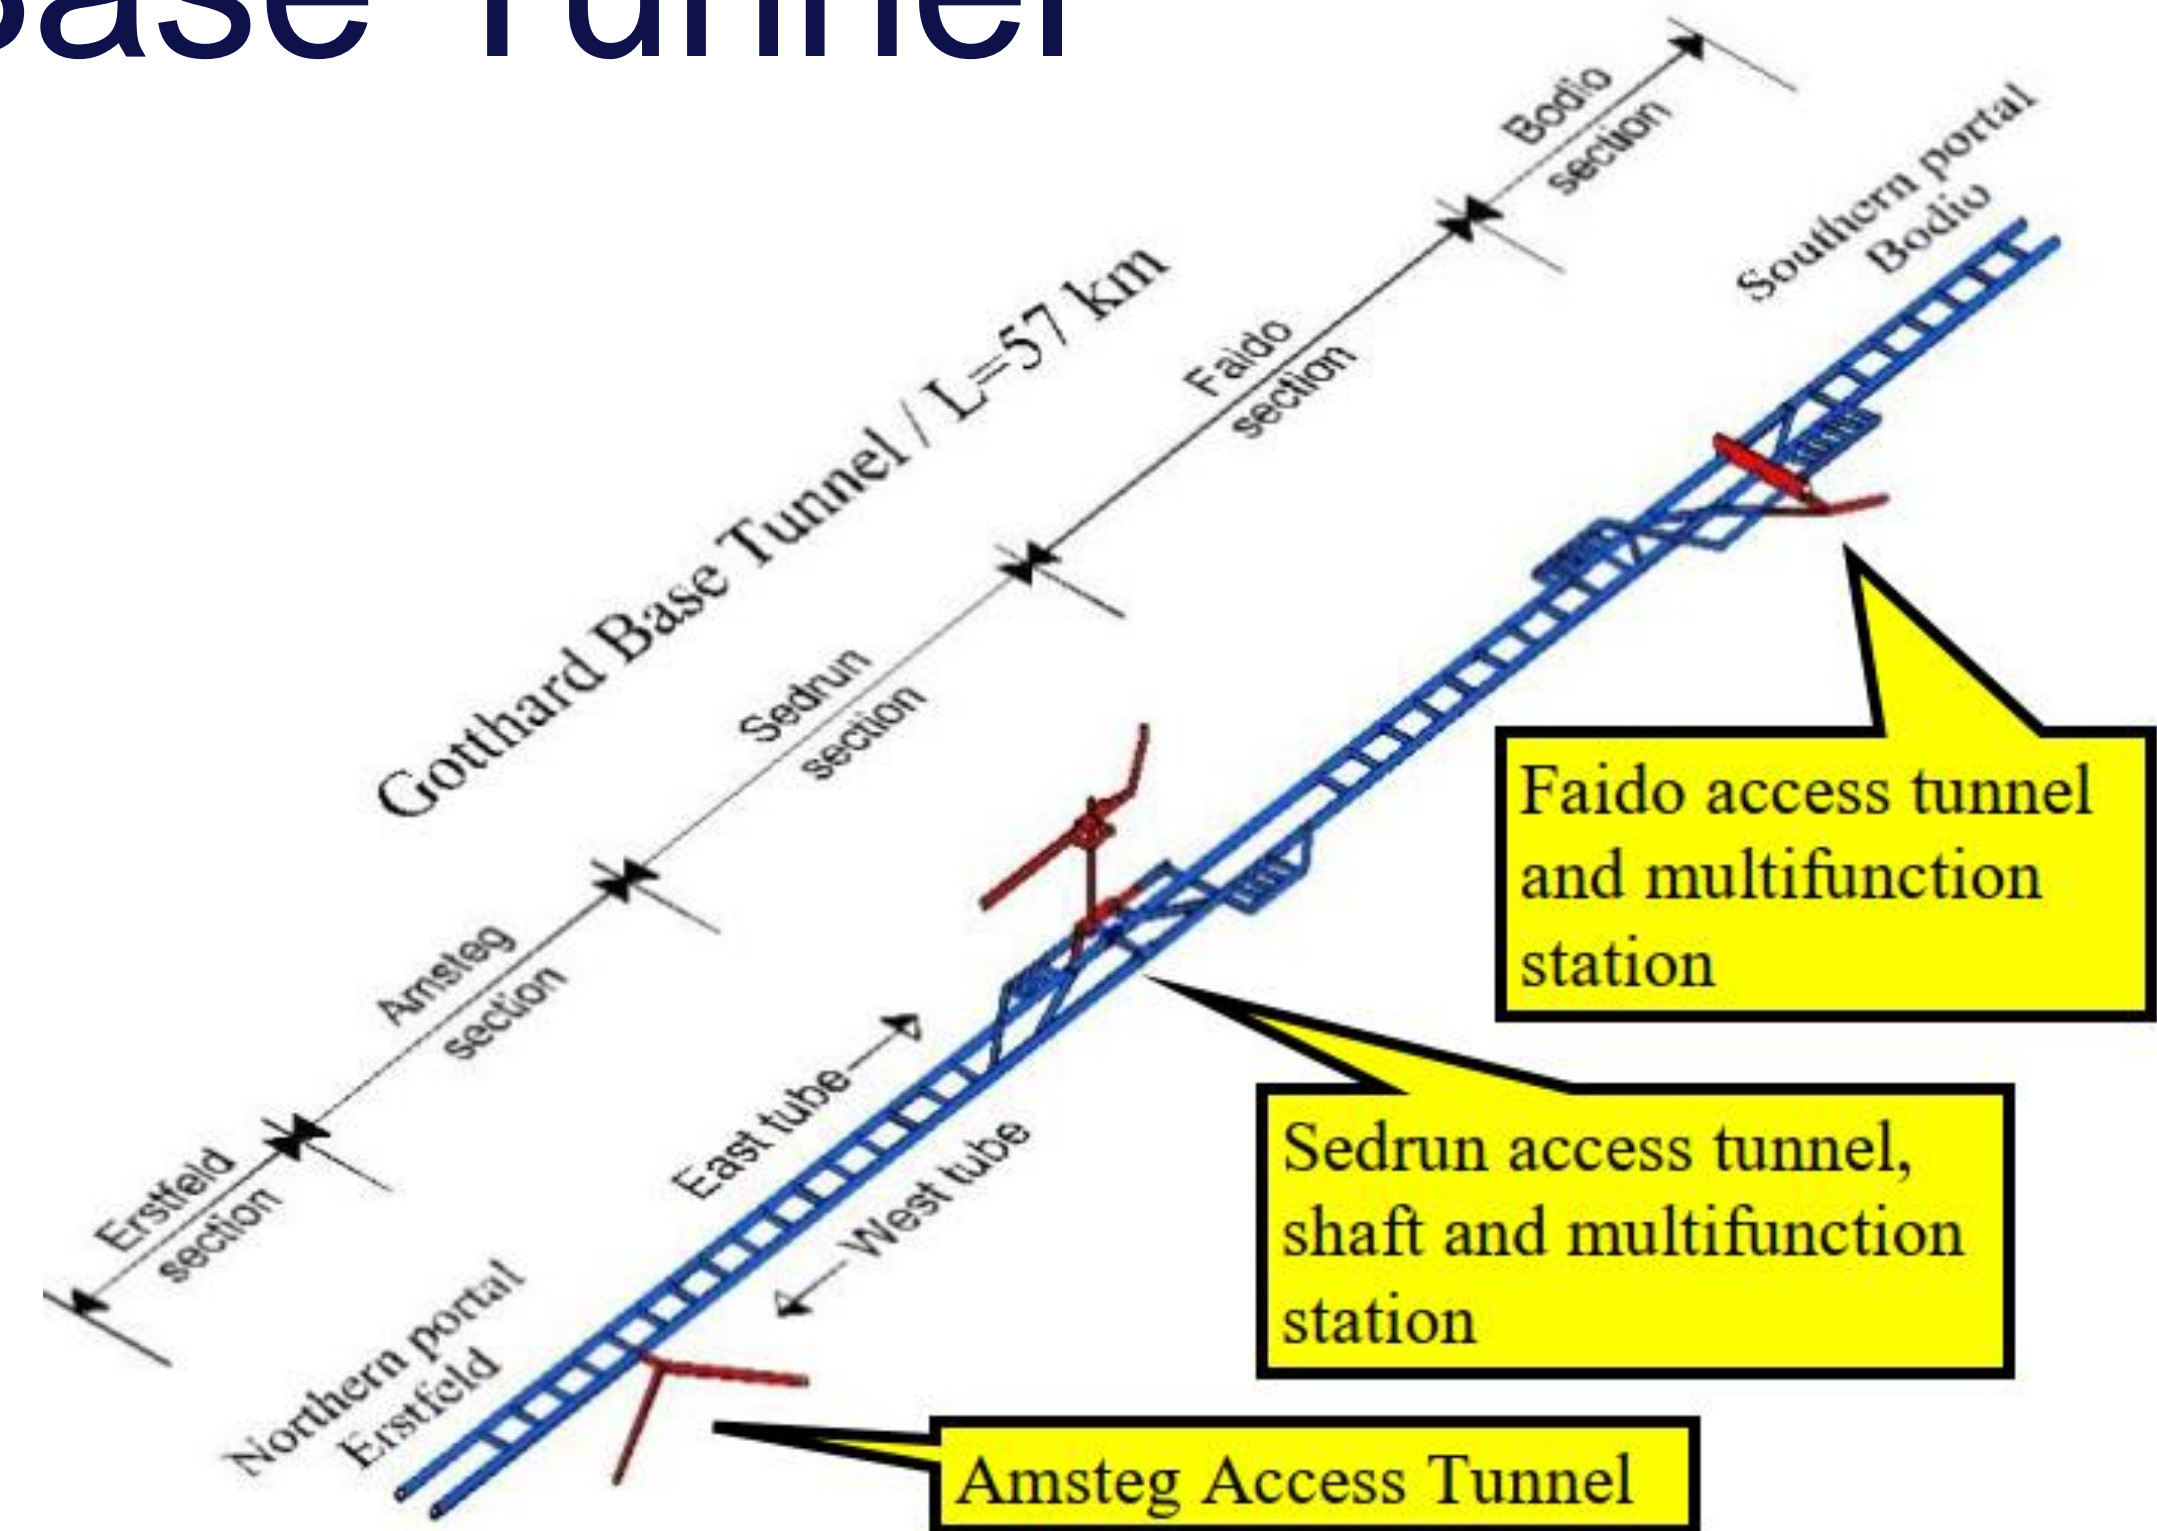 Base Tunnel
Bodio
section
Southern portal
Bodio
Gotthard Base Tunnel / L=57 km
Faido
section
Sedrun
section
Faido access tunnel
and multifunction
station
Amsteg
section
East tube
West tube
Sedrun access tunnel,
shaft and multifunction
station
Erstfeld
section
Northern portal
Erstfeld
Amsteg Access Tunnel